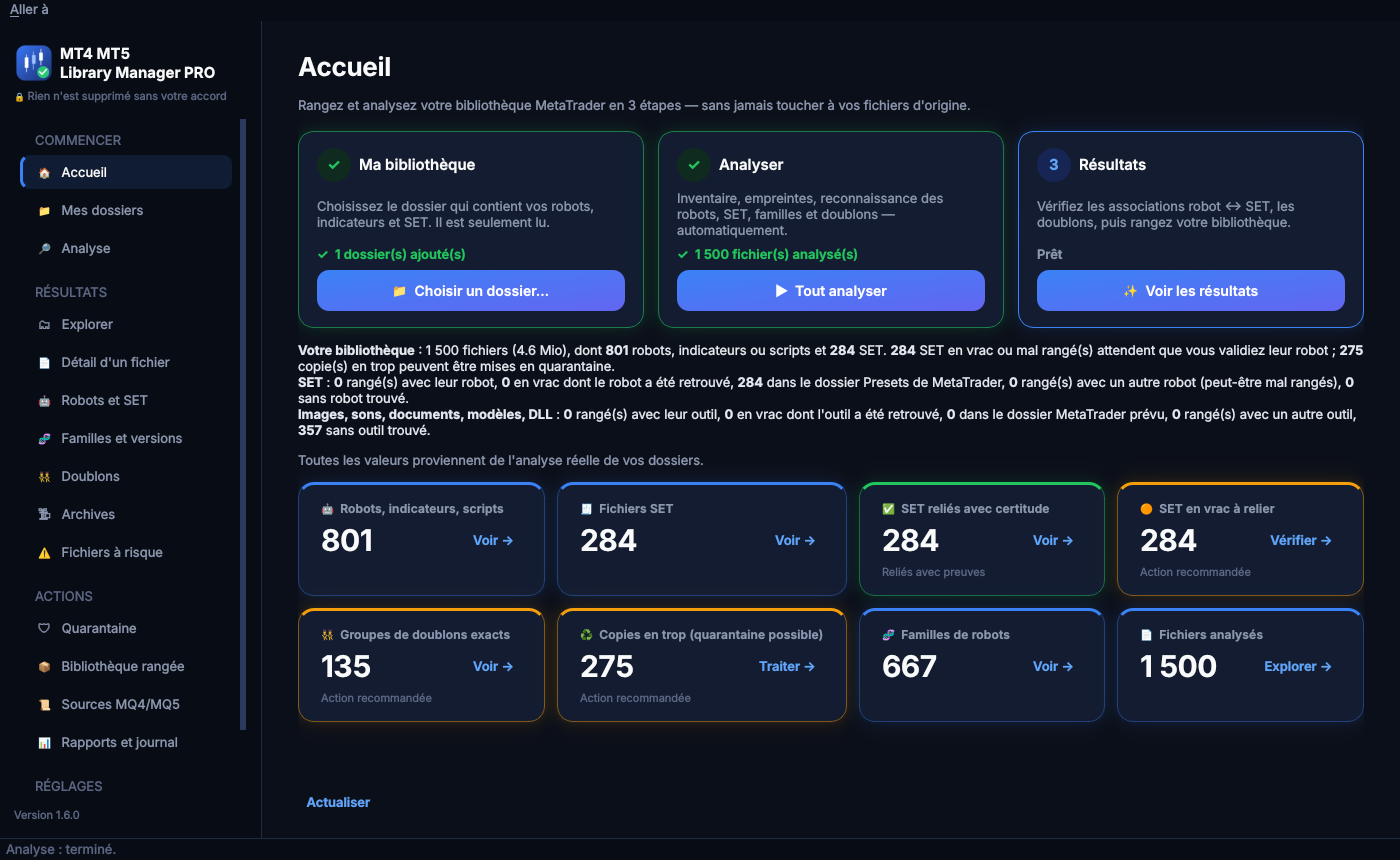 Aller à
MT4 MT5
Library Manager PRO
Rien n'est supprimé sans votre accord
COMMENCER
Accueil
Mes dossiers
Analyse
RÉSULTATS
Explorer
Détail d'un fichier
Robots et SET
Familles et versions
Doublons
Archives
Fichiers à risque
ACTIONS
Quarantaine
Bibliothèque rangée
Sources MQ4/MQ5
Rapports et journal
RÉGLAGES
Version 1.6.0
Accueil
Rangez et analysez votre bibliothèque MetaTrader en 3 étapes — sans jamais toucher à vos fichiers d'origine.
✓ Ma bibliothèque
Choisissez le dossier qui contient vos robots,
indicateurs et SET. Il est seulement lu.
✓ 1 dossier(s) ajouté(s)
Choisir un dossier...
✓ Analyser
Inventaire, empreintes, reconnaissance des
robots, SET, familles et doublons —
automatiquement.
✓ 1 500 fichier(s) analysé(s)
▶ Tout analyser
3 Résultats
Vérifiez les associations robot ↔ SET, les
doublons, puis rangez votre bibliothèque.
Prêt
Voir les résultats
Votre bibliothèque : 1 500 fichiers (4.6 Mio), dont 801 robots, indicateurs ou scripts et 284 SET. 284 SET en vrac ou mal rangé(s) attendent que vous validiez leur robot ; 275
copie(s) en trop peuvent être mises en quarantaine.
SET : 0 rangé(s) avec leur robot, 0 en vrac dont le robot a été retrouvé, 284 dans le dossier Presets de MetaTrader, 0 rangé(s) avec un autre robot (peut-être mal rangés), 0
sans robot trouvé.
Images, sons, documents, modèles, DLL : 0 rangé(s) avec leur outil, 0 en vrac dont l'outil a été retrouvé, 0 dans le dossier MetaTrader prévu, 0 rangé(s) avec un autre outil,
357 sans outil trouvé.
Toutes les valeurs proviennent de l'analyse réelle de vos dossiers.
Robots, indicateurs, scripts
801 Voir →
Fichiers SET
284 Voir →
SET reliés avec certitude
284 Voir →
Reliés avec preuves
SET en vrac à relier
284 Vérifier →
Action recommandée
Groupes de doublons exacts
135 Voir →
Action recommandée
Copies en trop (quarantaine possible)
275 Traiter →
Action recommandée
Familles de robots
667 Voir →
Fichiers analysés
1 500 Explorer →
Actualiser
Analyse : terminé.